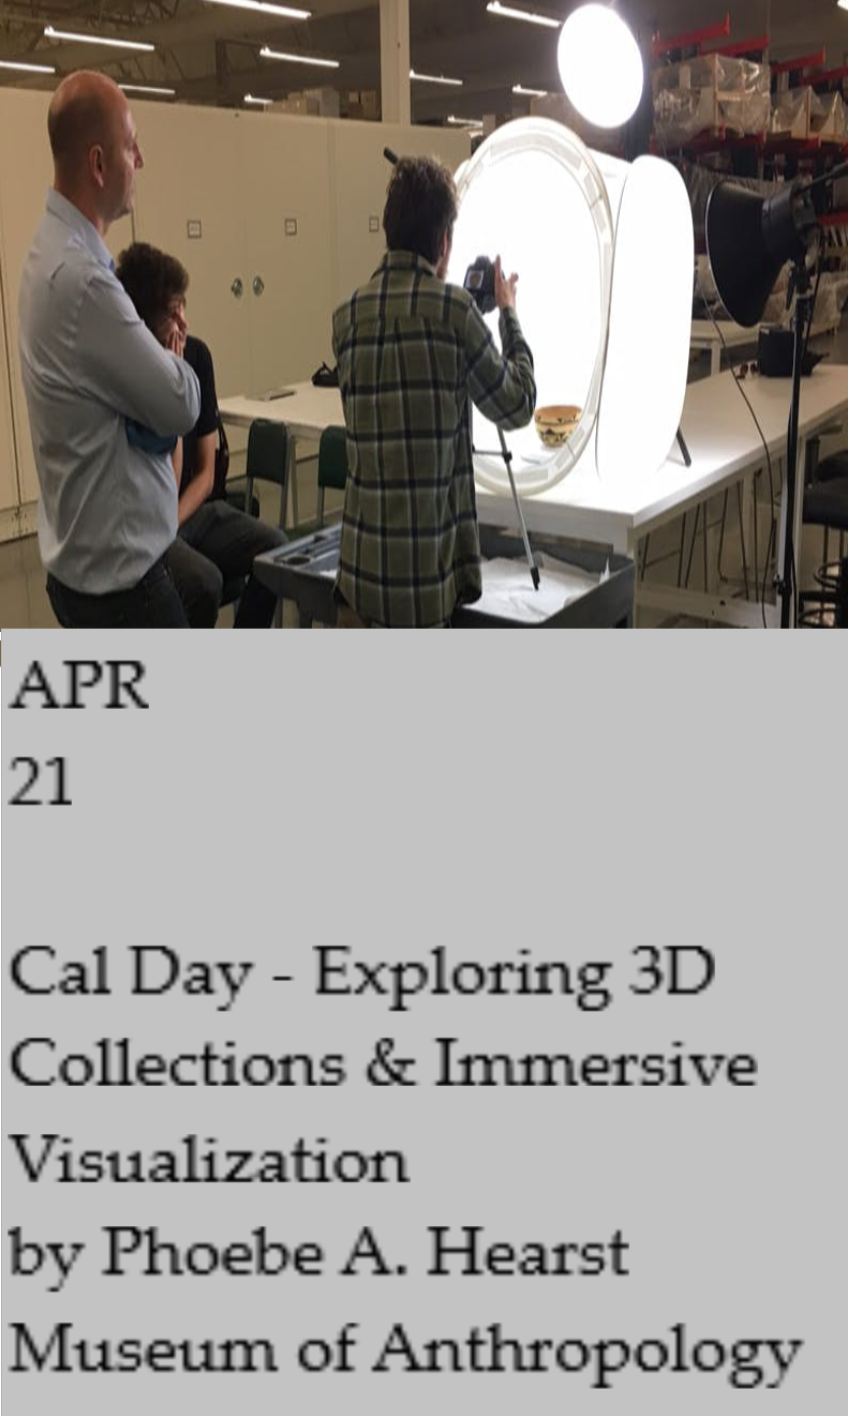 APR
21
Cal Day - Exploring 3D
Collections & Immersive
Visualization
by Phoebe A. Hearst
Museum of Anthropology